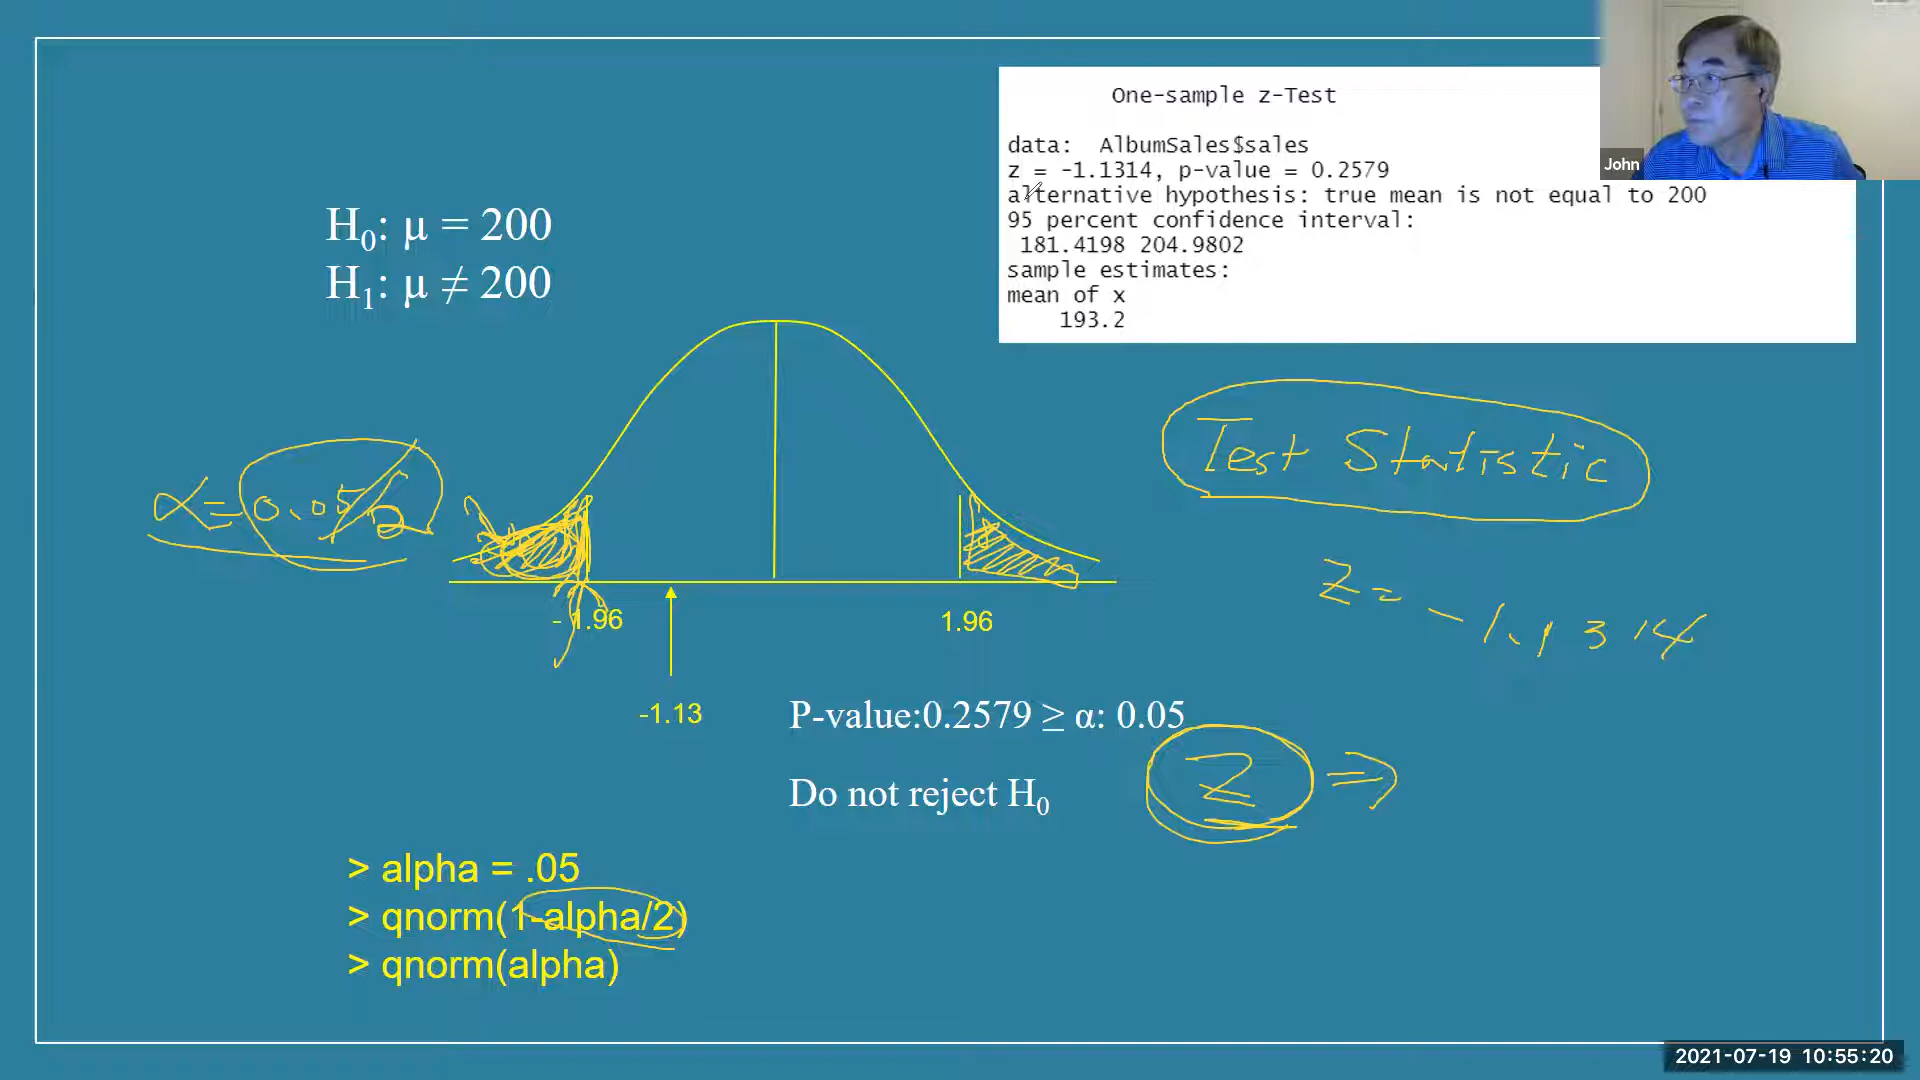 One-sample z-Test
data: AlbumSales$sales
z = -1.1314, p-value = 0.2579
alternative hypothesis: true mean is not equal to 200
95 percent confidence interval:
181.4198 204.9802
sample estimates:
mean of x
193.2
John
H0: μ = 200
H1: μ ≠ 200
Test Statistic
α=0.05/2
z= -1.1314
- 1.96
1.96
-1.13
P-value:0.2579 ≥ α: 0.05
Do not reject H0
Z ⇒
> alpha = .05
> qnorm(1-alpha/2)
> qnorm(alpha)
2021-07-19 10:55:20